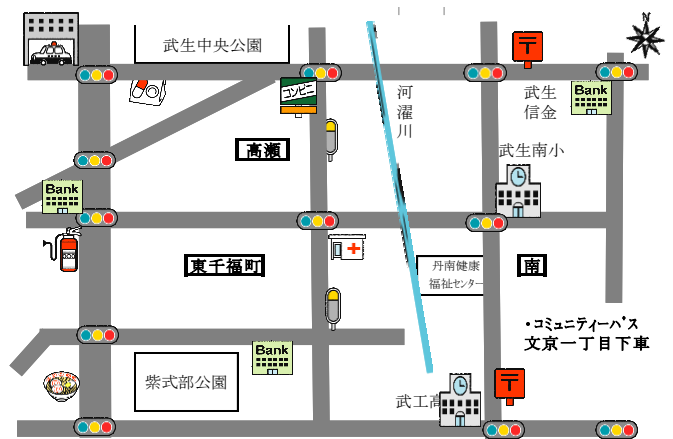 N
武生中央公園
コンビニ
河濯川
武生
信金
Bank
高瀬
武生南小
Bank
東千福町
丹南健康
福祉センター
南
・コミュニティーバス
文京一丁目下車
Bank
紫式部公園
武工高